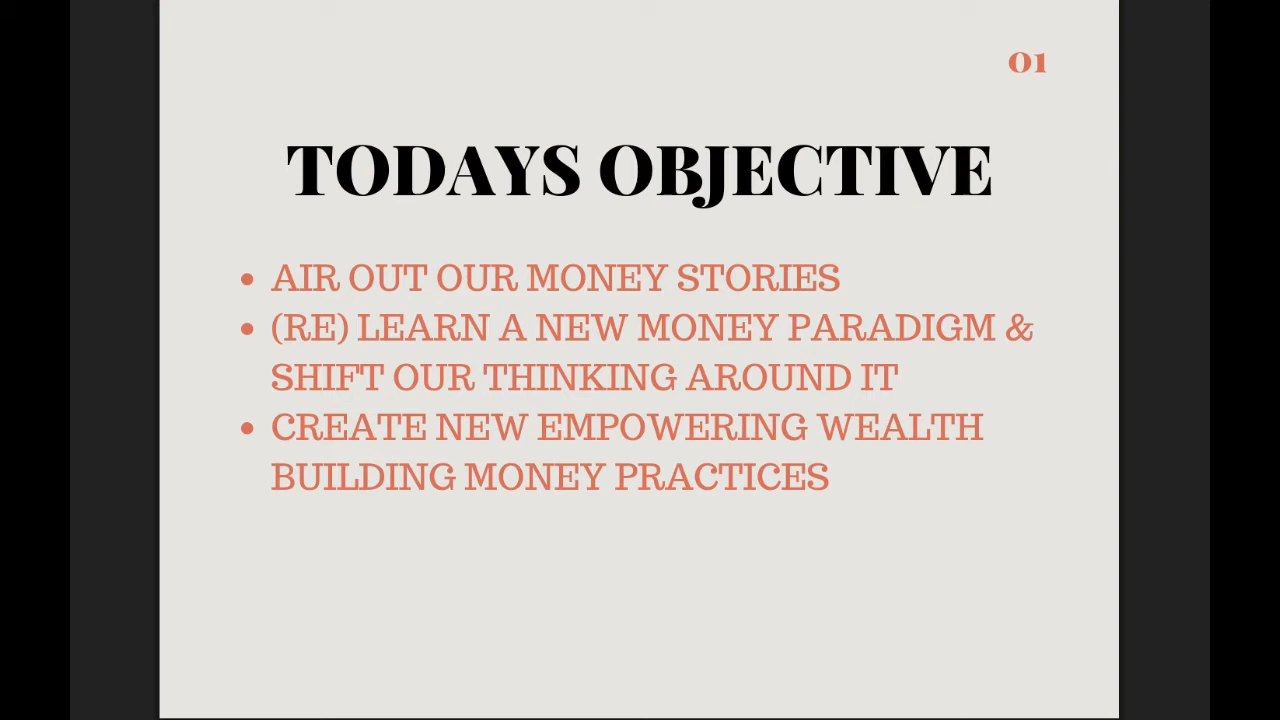 01
TODAYS OBJECTIVE
• AIR OUT OUR MONEY STORIES
• (RE) LEARN A NEW MONEY PARADIGM &
SHIFT OUR THINKING AROUND IT
• CREATE NEW EMPOWERING WEALTH
BUILDING MONEY PRACTICES